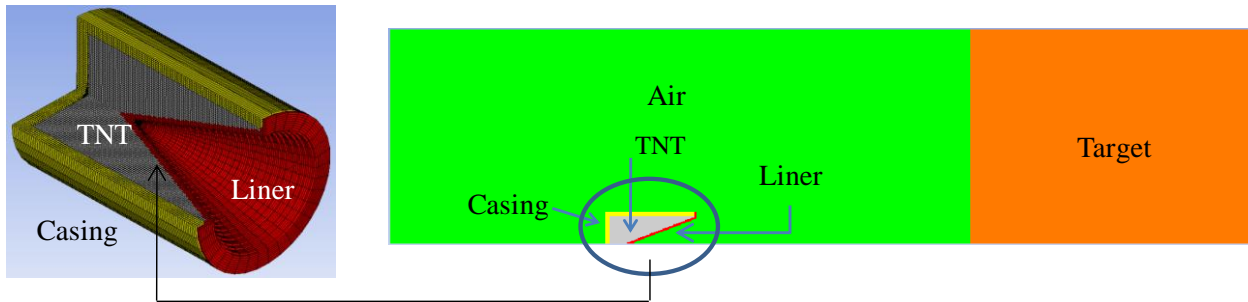 TNT
Liner
Casing
Air
TNT
Liner
Casing
Target